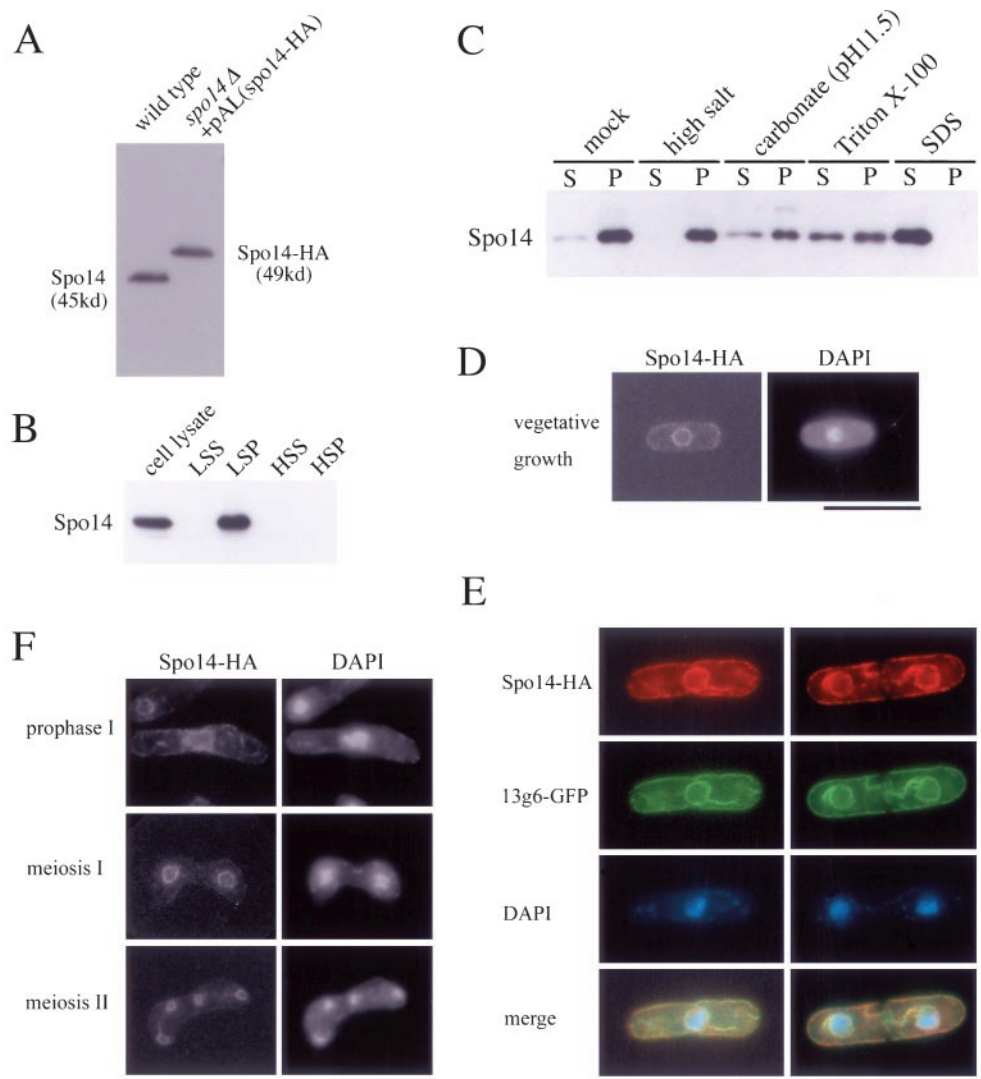 A
wild type
spo14 Δ
+pAL(spo14-HA)
Spo14
(45kd)
Spo14-HA
(49kd)
B
cell lysate
LSS
LSP
HSS
HSP
Spo14
C
mock
high salt
carbonate (pH11.5)
Triton X-100
SDS
S P S P S P S P S P
Spo14
D
Spo14-HA DAPI
vegetative
growth
E
Spo14-HA
13g6-GFP
DAPI
merge
F
Spo14-HA DAPI
prophase I
meiosis I
meiosis II